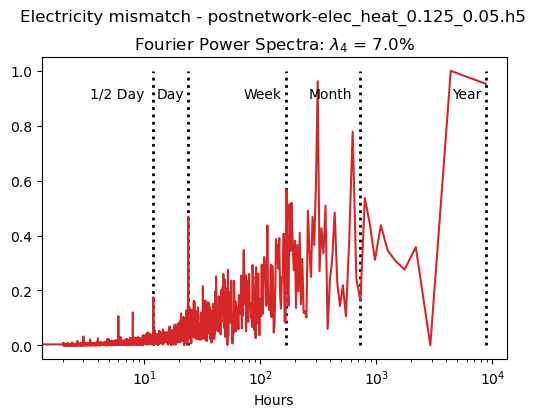 Electricity mismatch - postnetwork-elec_heat_0.125_0.05.h5
Fourier Power Spectra: λ₄ = 7.0%
1.0
0.8
0.6
0.4
0.2
0.0
1/2 Day
Day
Week
Month
Year
10¹
10²
10³
10⁴
Hours